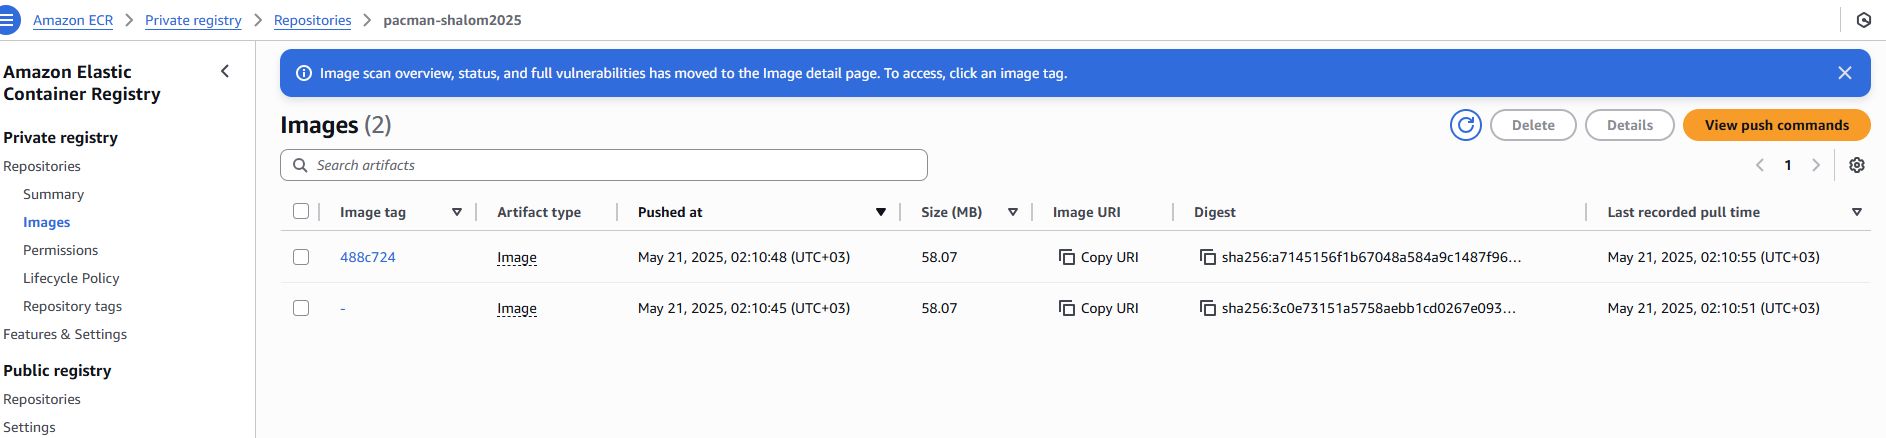 Amazon ECR > Private registry > Repositories > pacman-shalom2025
Amazon Elastic
Container Registry
Private registry
Repositories
Summary
Images
Permissions
Lifecycle Policy
Repository tags
Features & Settings
Public registry
Repositories
Settings
Image scan overview, status, and full vulnerabilities has moved to the Image detail page. To access, click an image tag.
Images (2)
Delete
Details
View push commands
Search artifacts
1
Image tag Artifact type Pushed at Size (MB) Image URI Digest Last recorded pull time
488c724 Image May 21, 2025, 02:10:48 (UTC+03) 58.07 Copy URI sha256:a7145156f1b67048a584a9c1487f96... May 21, 2025, 02:10:55 (UTC+03)
- Image May 21, 2025, 02:10:45 (UTC+03) 58.07 Copy URI sha256:3c0e73151a5758aebb1cd0267e093... May 21, 2025, 02:10:51 (UTC+03)